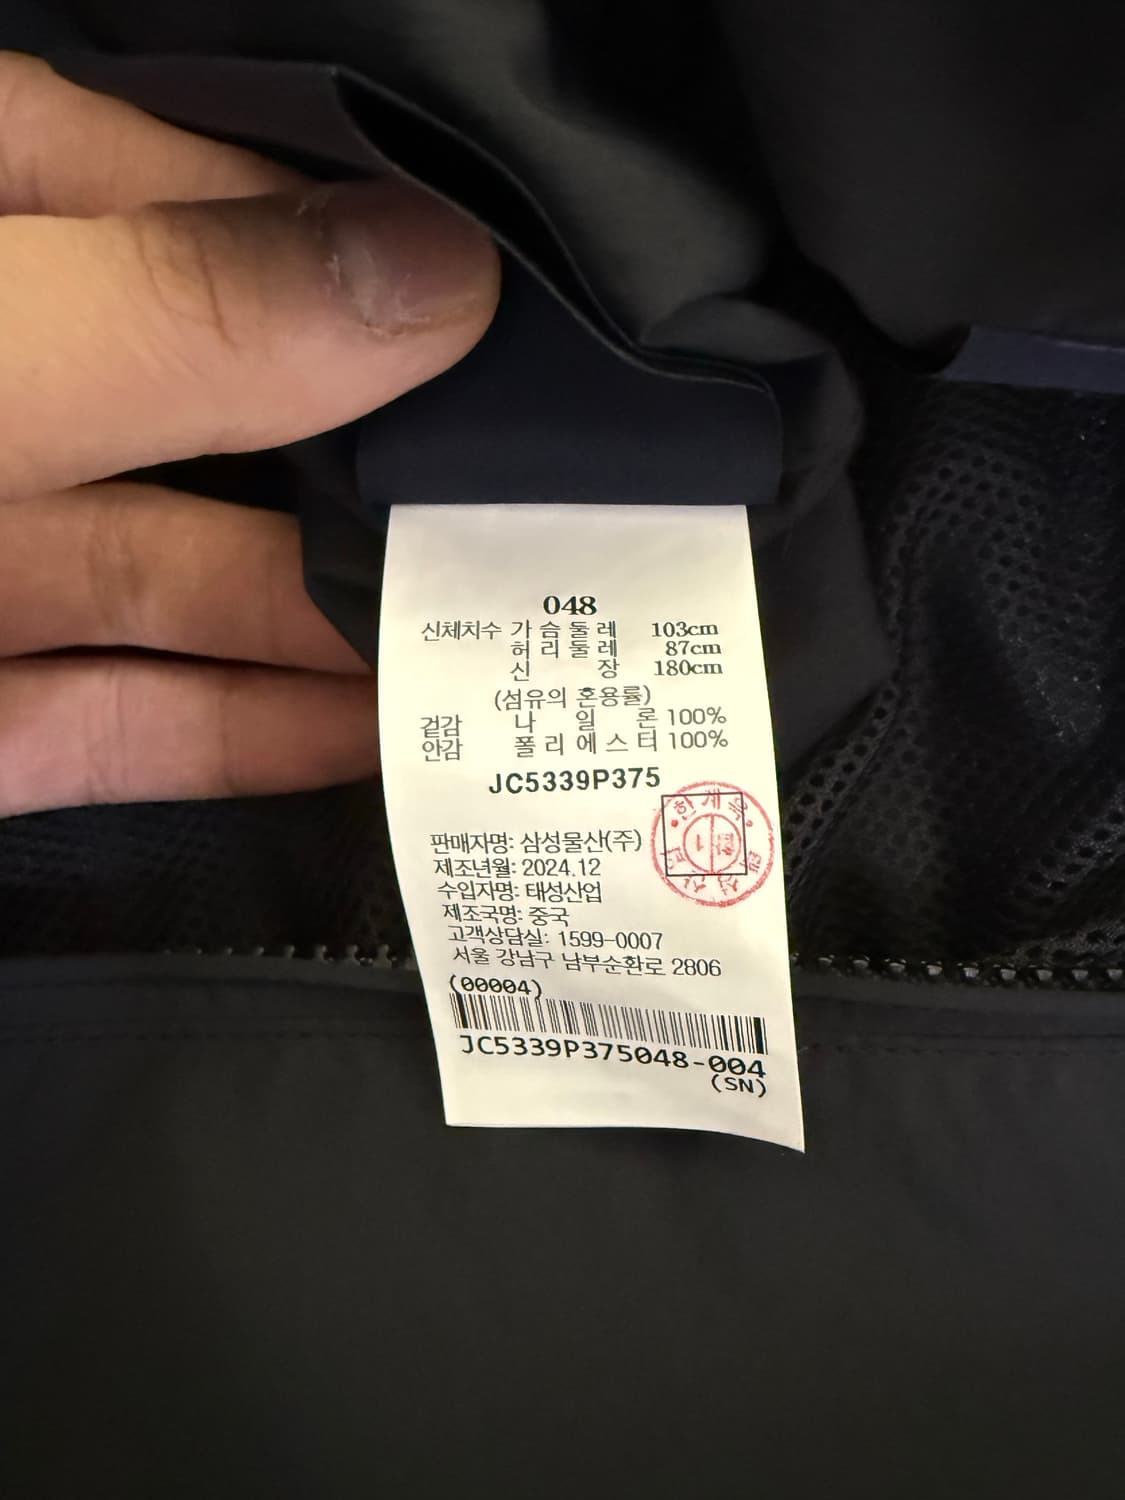 048
신체치수 가슴둘레 103cm
허리둘레 87cm
신장 180cm
(섬유의 혼용률)
겉감 나일론 100%
안감 폴리에스터 100%
JC5339P375
판매자명: 삼성물산(주)
제조년월: 2024.12
수입자명: 태성산업
제조국명: 중국
고객상담실: 1599-0007
서울 강남구 남부순환로 2806
(00004)
JC5339P375048-004
(SN)